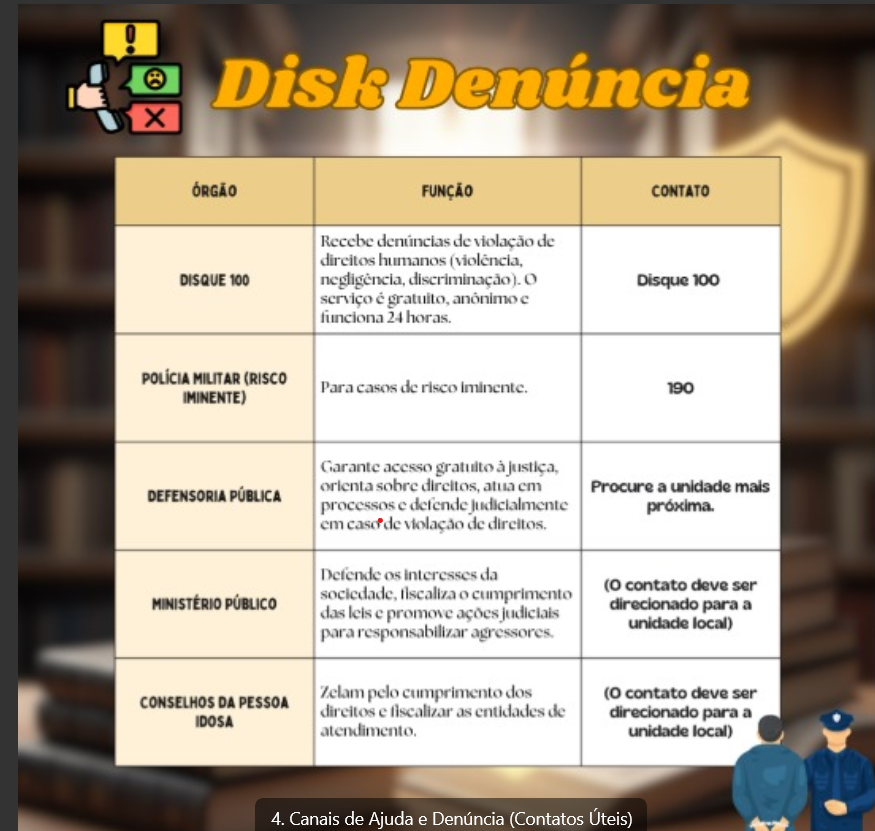 Disk Denúncia
ÓRGÃO
FUNÇÃO
CONTATO
DISQUE 100
Recebe denúncias de violação de
direitos humanos (violência,
negligência, discriminação). O
serviço é gratuito, anônimo e
funciona 24 horas.
Disque 100
POLÍCIA MILITAR (RISCO
IMINENTE)
Para casos de risco iminente.
190
DEFENSORIA PÚBLICA
Garante acesso gratuito à justiça,
orienta sobre direitos, atua em
processos e defende judicialmente
em caso de violação de direitos.
Procure a unidade mais
próxima.
MINISTÉRIO PÚBLICO
Defende os interesses da
sociedade, fiscaliza o cumprimento
das leis e promove ações judiciais
para responsabilizar agressores.
(O contato deve ser
direcionado para a
unidade local)
CONSELHOS DA PESSOA
IDOSA
Zelam pelo cumprimento dos
direitos e fiscalizar as entidades de
atendimento.
(O contato deve ser
direcionado para a
unidade local)
4. Canais de Ajuda e Denúncia (Contatos Úteis)